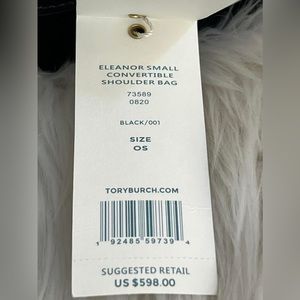 ELEANOR SMALL
CONVERTIBLE
SHOULDER BAG
73589
0820
BLACK/001
SIZE
OS
TORYBURCH.COM
1 92485 59739 4
SUGGESTED RETAIL
US $598.00